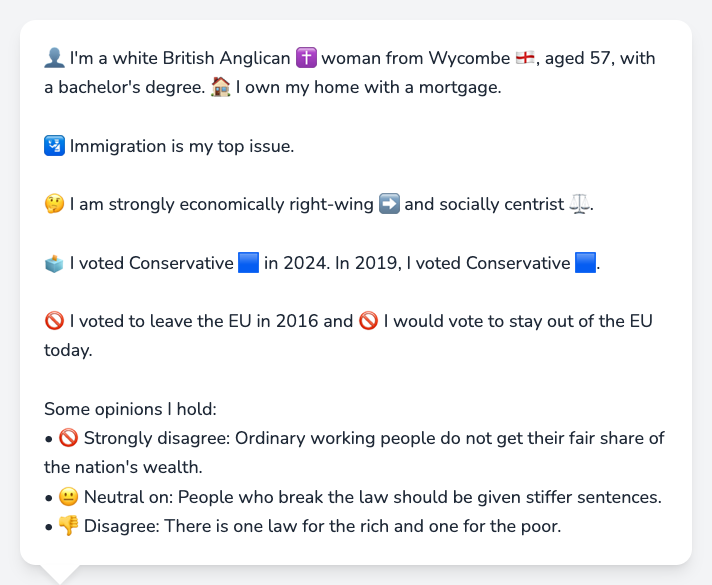 👤 I'm a white British Anglican ✝️ woman from Wycombe 🏴󠁧󠁢󠁥󠁮󠁧󠁿, aged 57, with
a bachelor's degree. 🏠 I own my home with a mortgage.
🛂 Immigration is my top issue.
🤔 I am strongly economically right-wing ➡️ and socially centrist ⚖️.
🗳️ I voted Conservative 🟦 in 2024. In 2019, I voted Conservative 🟦.
🚫 I voted to leave the EU in 2016 and 🚫 I would vote to stay out of the EU
today.
Some opinions I hold:
• 🚫 Strongly disagree: Ordinary working people do not get their fair share of
the nation's wealth.
• 😐 Neutral on: People who break the law should be given stiffer sentences.
• 👎 Disagree: There is one law for the rich and one for the poor.